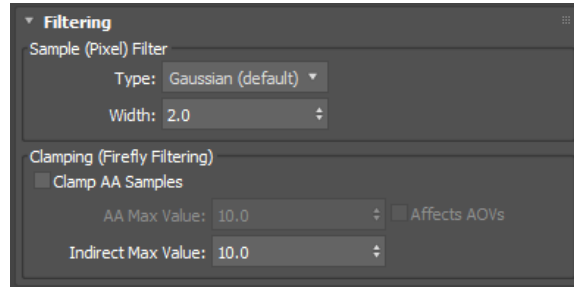 Filtering
Sample (Pixel) Filter
Type: Gaussian (default)
Width: 2.0
Clamping (Firefly Filtering)
Clamp AA Samples
AA Max Value: 10.0 Affects AOVs
Indirect Max Value: 10.0